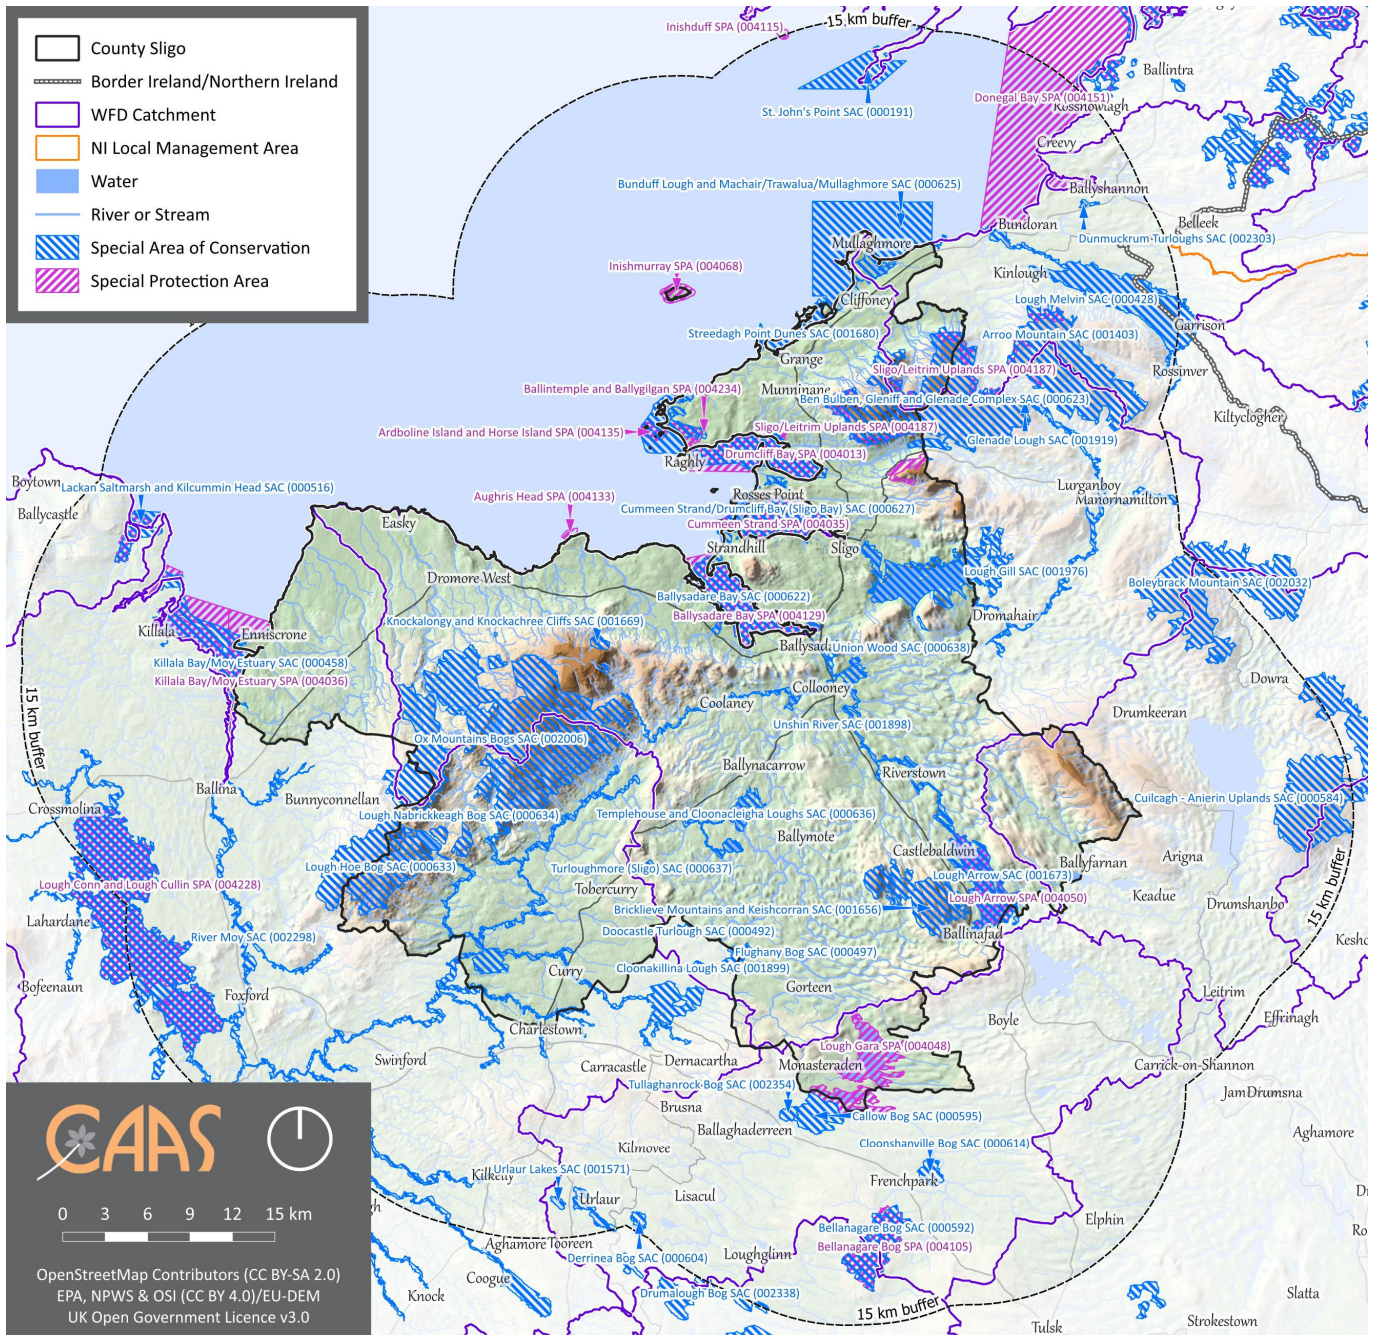 County Sligo
Border Ireland/Northern Ireland
WFD Catchment
NI Local Management Area
Water
River or Stream
Special Area of Conservation
Special Protection Area
15 km buffer
Inishduff SPA (004115)
St. John's Point SAC (000191)
Donegal Bay SPA (004151)
Ballintra
Rossnowlagh
Creevy
Ballyshannon
Belleek
Bundoran
Dunmuckrum Turloughs SAC (002303)
Bunduff Lough and Machair/Trawalua/Mullaghmore SAC (000625)
Mullaghmore
Inishmurray SPA (004068)
Kinlough
Cliffoney
Lough Melvin SAC (000428)
Garrison
Streedagh Point Dunes SAC (001680)
Arroo Mountain SAC (001403)
Grange
Sligo/Leitrim Uplands SPA (004187)
Rossinver
Ballintemple and Ballygilgan SPA (004234)
Munninane
Ben Bulben, Gleniff and Glenade Complex SAC (000623)
Kiltyclogher
Ardboline Island and Horse Island SPA (004135)
Sligo/Leitrim Uplands SPA (004187)
Glenade Lough SAC (001919)
Raghly
Drumcliff Bay SPA (004013)
Boytown
Lackan Saltmarsh and Kilcummin Head SAC (000516)
Ballycastle
Aughris Head SPA (004133)
Rosses Point
Lurganboy
Manorhamilton
Cummeen Strand/Drumcliff Bay (Sligo Bay) SAC (000627)
Easky
Cummeen Strand SPA (004035)
Strandhill
Sligo
Dromore West
Lough Gill SAC (001976)
Boleybrack Mountain SAC (002032)
Ballysadare Bay SAC (000622)
Ballysadare Bay SPA (004129)
Dromahair
Knockalongy and Knockachree Cliffs SAC (001669)
Killala
Enniscrone
Union Wood SAC (000638)
Killala Bay/Moy Estuary SAC (000458)
Killala Bay/Moy Estuary SPA (004036)
Collooney
Dowra
15 km buffer
Coolaney
Drumkeeran
Unshin River SAC (001898)
Ox Mountains Bogs SAC (002006)
Ballynacarrow
Riverstown
Ballina
Bunnyconnellan
Crossmolina
Cuilcagh - Anierin Uplands SAC (000584)
Lough Nabrickkeagh Bog SAC (000634)
Templehouse and Cloonacleigha Loughs SAC (000636)
Ballymote
Castlebaldwin
Ballyfarnan
Arigna
Lough Hoe Bog SAC (000633)
Turloughmore (Sligo) SAC (000637)
Lough Arrow SAC (001673)
Lough Conn and Lough Cullin SPA (004228)
Tobercurry
Lough Arrow SPA (004050)
Keadue
Drumshanbo
15 km buffer
Bricklieve Mountains and Keishcorran SAC (001656)
Lahardane
River Moy SAC (002298)
Doocastle Turlough SAC (000492)
Ballinafad
Flughany Bog SAC (000497)
Cloonakillina Lough SAC (001899)
Curry
Bofeenaun
Foxford
Gorteen
Leitrim
Effrinagh
Charlestown
Boyle
Lough Gara SPA (004048)
Swinford
Carracastle
Dernacartha
Monasteraden
Carrick-on-Shannon
Tullaghanrock Bog SAC (002354)
Drumsna
Brusna
Callow Bog SAC (000595)
Ballaghaderreen
Aghamore
Kilmovee
Cloonshanville Bog SAC (000614)
Urlaur Lakes SAC (001571)
Frenchpark
Urlaur
Lisacul
Elphin
Bellanagare Bog SAC (000592)
Aghamore
Tooreen
Bellanagare Bog SPA (004105)
Derrinea Bog SAC (000604)
Loughglinn
Coogue
Knock
Drumalough Bog SAC (002338)
Slatta
15 km buffer
Strokestown
Tulsk
CAAS
0 3 6 9 12 15 km
OpenStreetMap Contributors (CC BY-SA 2.0)
EPA, NPWS & OSI (CC BY 4.0)/EU-DEM
UK Open Government Licence v3.0